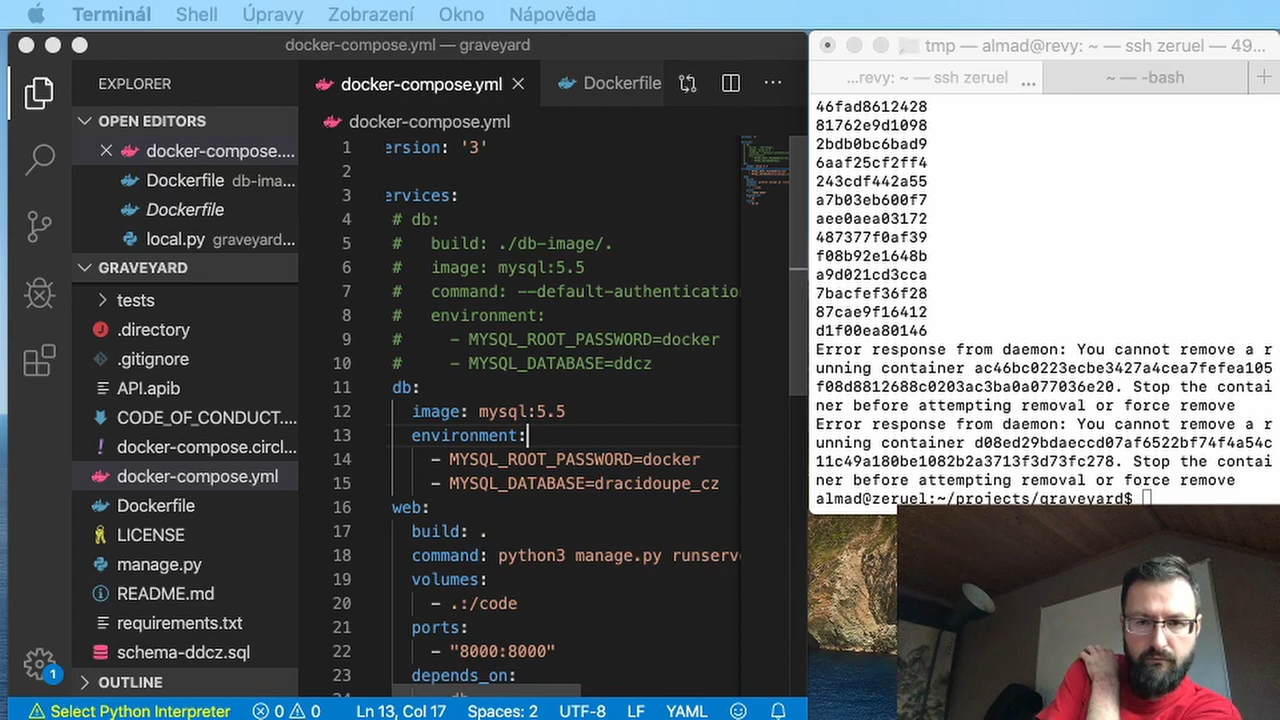 Terminál Shell Úpravy Zobrazení Okno Nápověda
docker-compose.yml — graveyard
EXPLORER
OPEN EDITORS
docker-compose....
Dockerfile db-ima...
Dockerfile
local.py graveyard...
GRAVEYARD
tests
.directory
.gitignore
API.apib
CODE_OF_CONDUCT....
docker-compose.circl...
docker-compose.yml
Dockerfile
LICENSE
manage.py
README.md
requirements.txt
schema-ddcz.sql
OUTLINE
docker-compose.yml Dockerfile ...
docker-compose.yml
1 ersion: '3'
2
3 ervices:
4 # db:
5 #   build: ./db-image/.
6 #   image: mysql:5.5
7 #   command: --default-authenticatio
8 #   environment:
9 #     - MYSQL_ROOT_PASSWORD=docker
10 #     - MYSQL_DATABASE=ddcz
11 db:
12 image: mysql:5.5
13 environment:
14 - MYSQL_ROOT_PASSWORD=docker
15 - MYSQL_DATABASE=dracidoupe_cz
16 web:
17 build: .
18 command: python3 manage.py runserve
19 volumes:
20 - .:/code
21 ports:
22 - "8000:8000"
23 depends_on:
1
Select Python Interpreter 0 0 Ln 13, Col 17 Spaces: 2 UTF-8 LF YAML
tmp — almad@revy: ~ — ssh zeruel — 49...
...revy: ~ — ssh zeruel ... ~ — -bash
46fad8612428
81762e9d1098
2bdb0bc6bad9
6aaf25cf2ff4
243cdf442a55
a7b03eb600f7
aee0aea03172
487377f0af39
f08b92e1648b
a9d021cd3cca
7bacfef36f28
87cae9f16412
d1f00ea80146
Error response from daemon: You cannot remove a r
unning container ac46bc0223ecbe3427a4cea7fefea105
f08d8812688c0203ac3ba0a077036e20. Stop the contai
ner before attempting removal or force remove
Error response from daemon: You cannot remove a r
unning container d08ed29bdaeccd07af6522bf74f4a54c
11c49a180be1082b2a3713f3d73fc278. Stop the contai
ner before attempting removal or force remove
almad@zeruel:~/projects/graveyard$